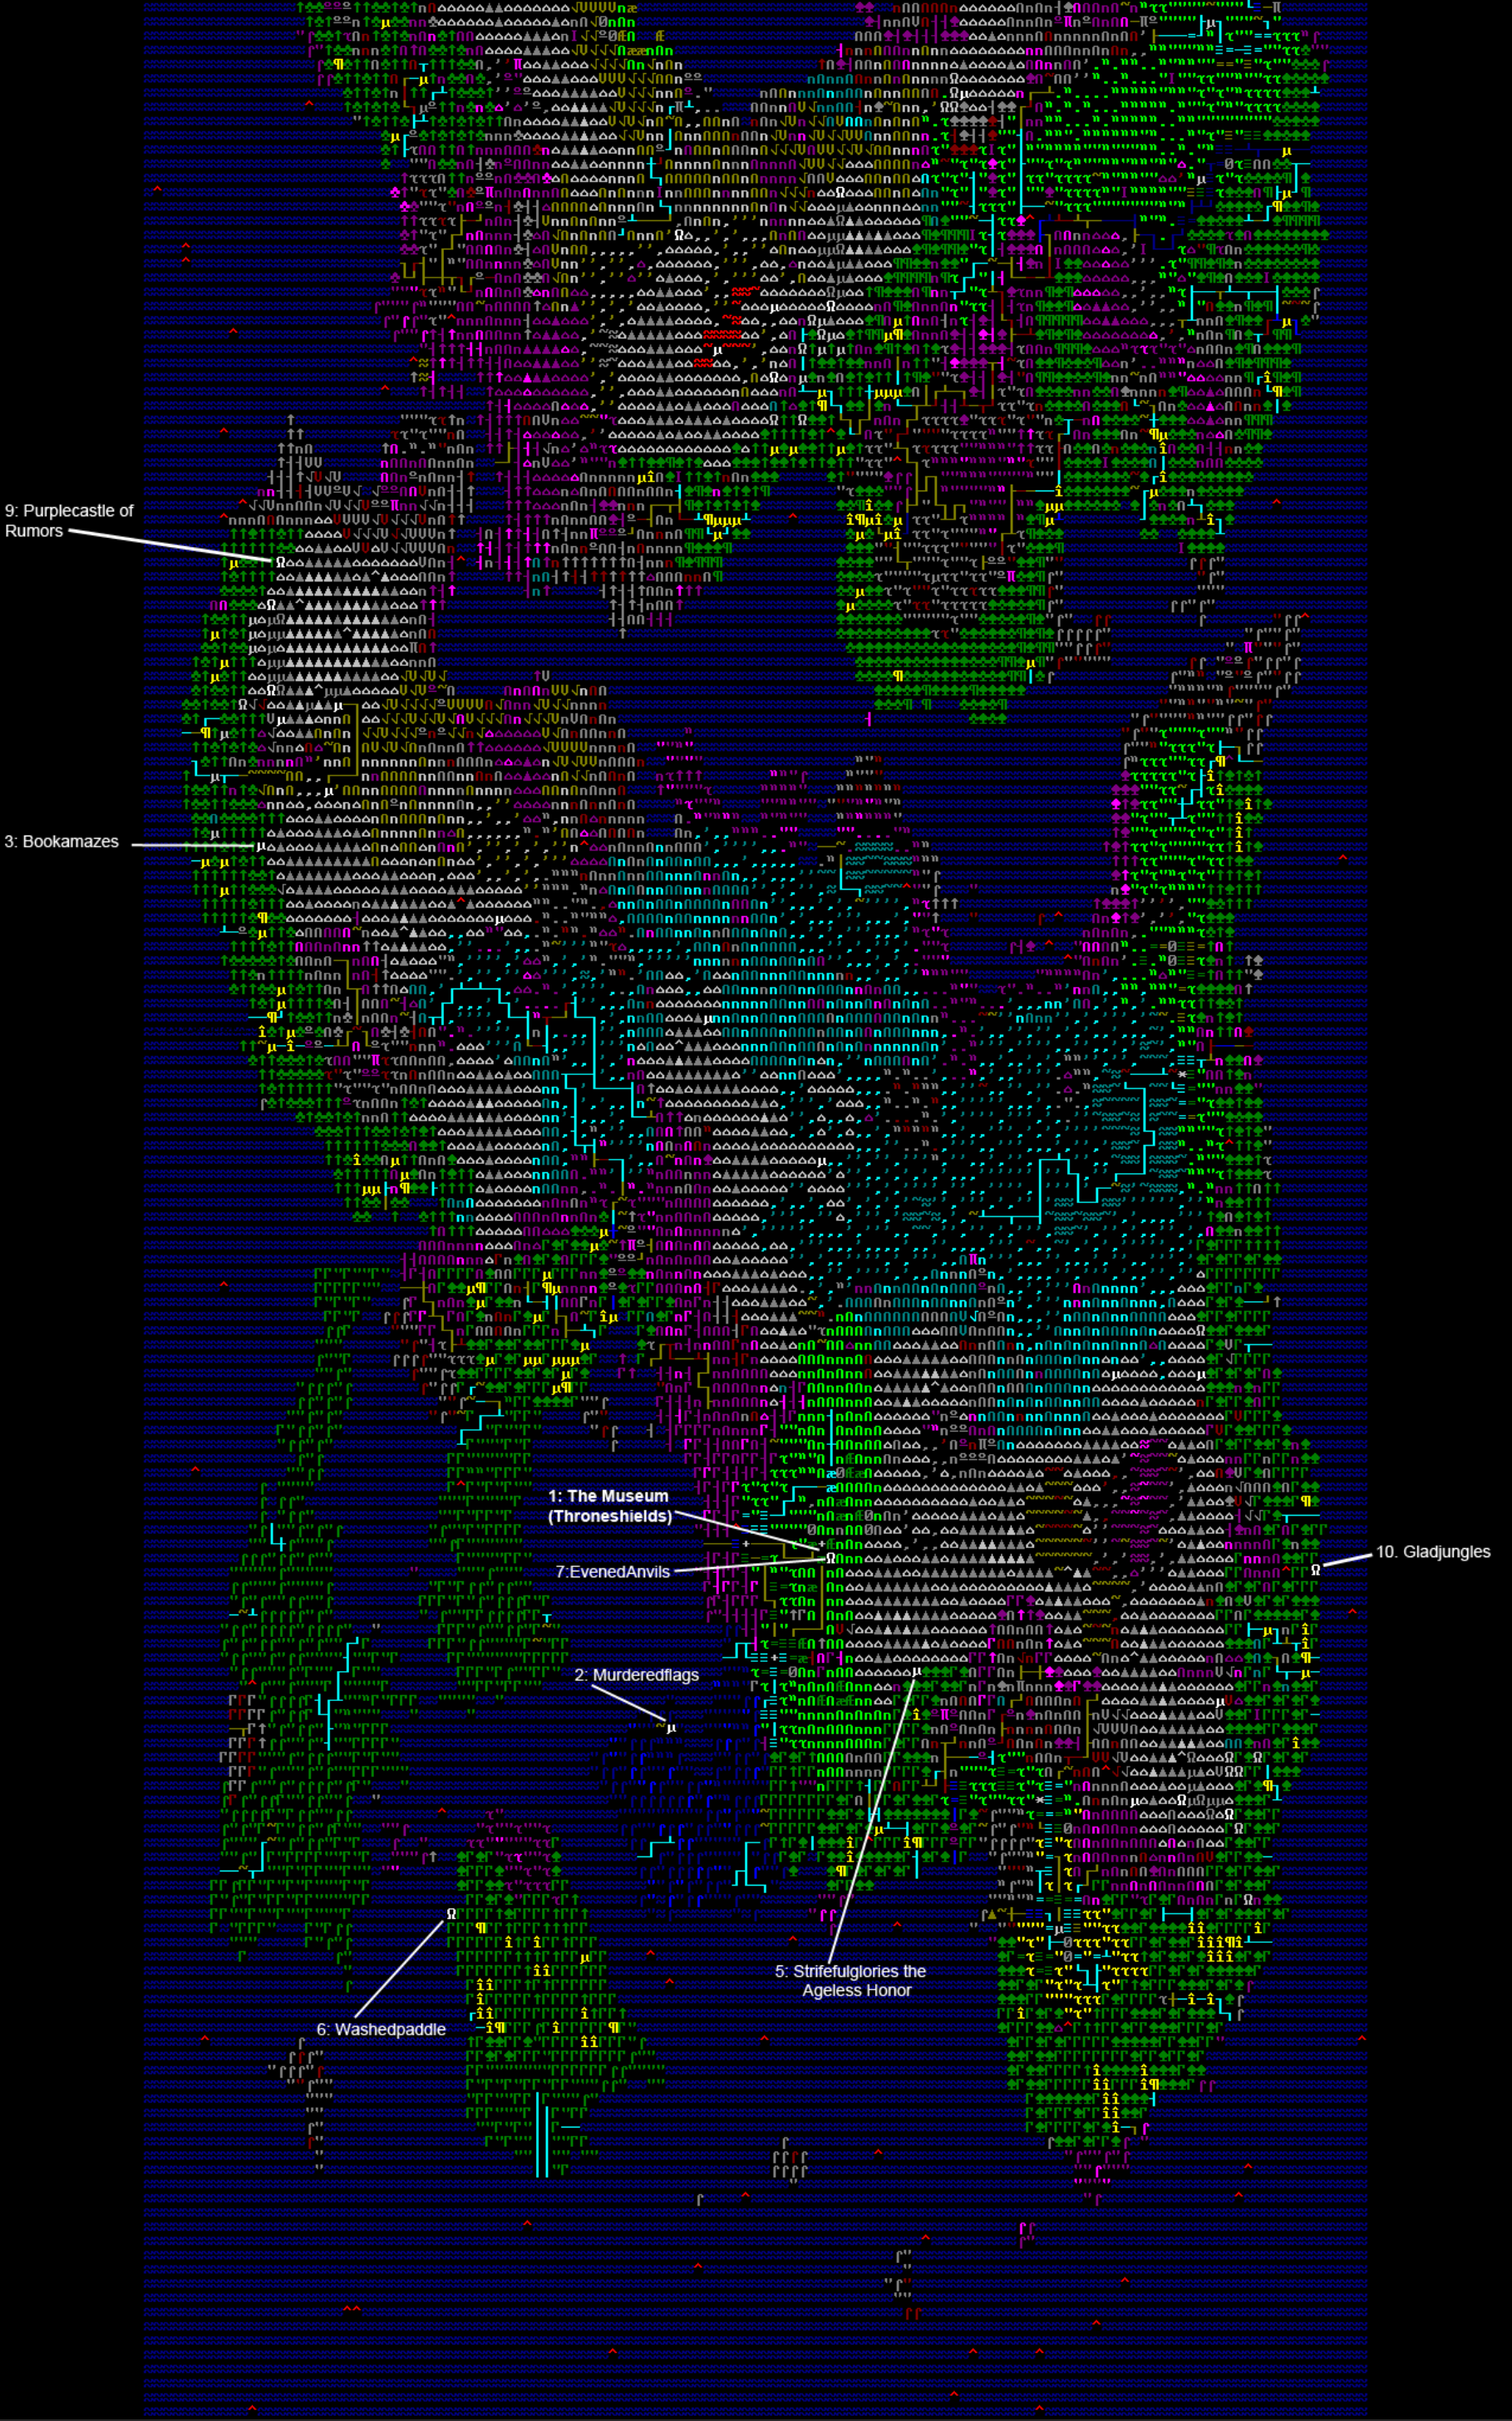 9: Purplecastle of
Rumors
3: Bookamazes
1: The Museum
(Throneshields)
7:EvenedAnvils
10. Gladjungles
2: Murderedflags
5: Strifefulglories the
Ageless Honor
6: Washedpaddle